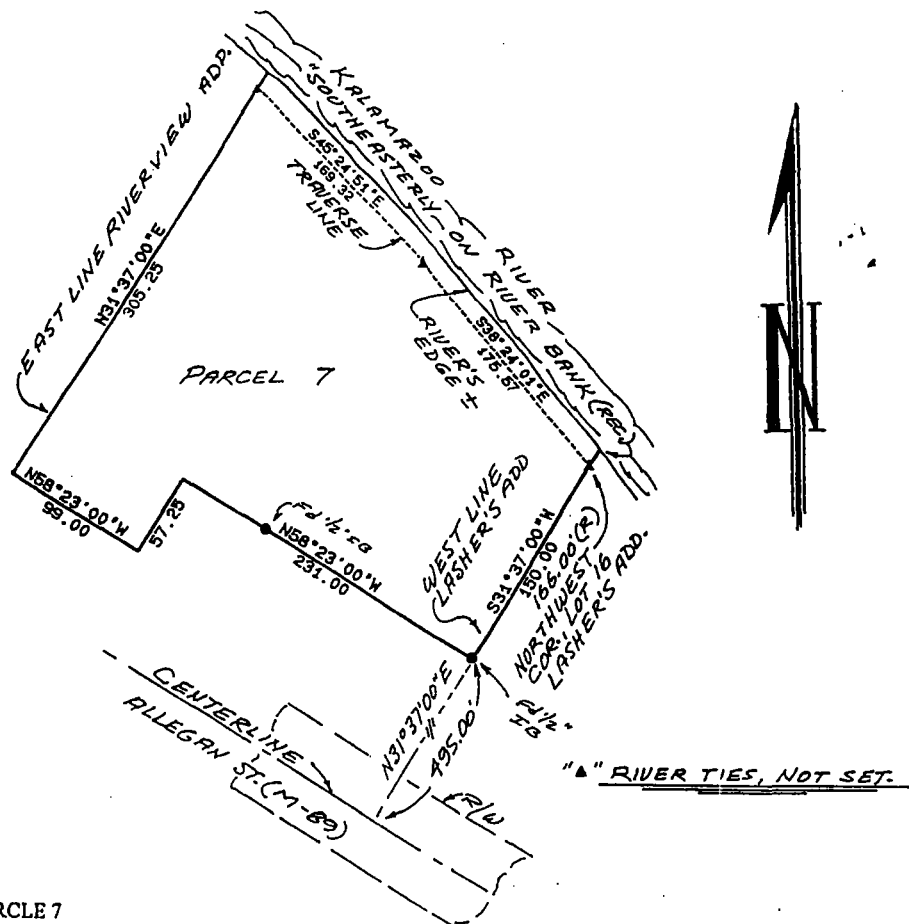 KALAMAZOO RIVER
"SOUTHEASTERLY ON RIVER BANK (REC.)
EAST LINE RIVERVIEW ADD.
S45°24'51"E
169.32
TRAVERSE
LINE
N31°37'00"E
305.25
RIVER'S
EDGE ±
S38°24'01"E
175.57
PARCEL 7
N
N58°23'00"W
99.00
57.25
Fd 1/2" IB
N58°23'00"W
231.00
WEST LINE
LASHER'S ADD
S31°37'00"W
150.00
166.00'(R)
NORTHWEST
COR., LOT 16
LASHER'S ADD.
Fd 1/2"
IB
N31°37'00"E
495.00'
CENTERLINE
ALLEGAN ST. (M-89)
R/W
"▲" RIVER TIES, NOT SET.
RCLE 7